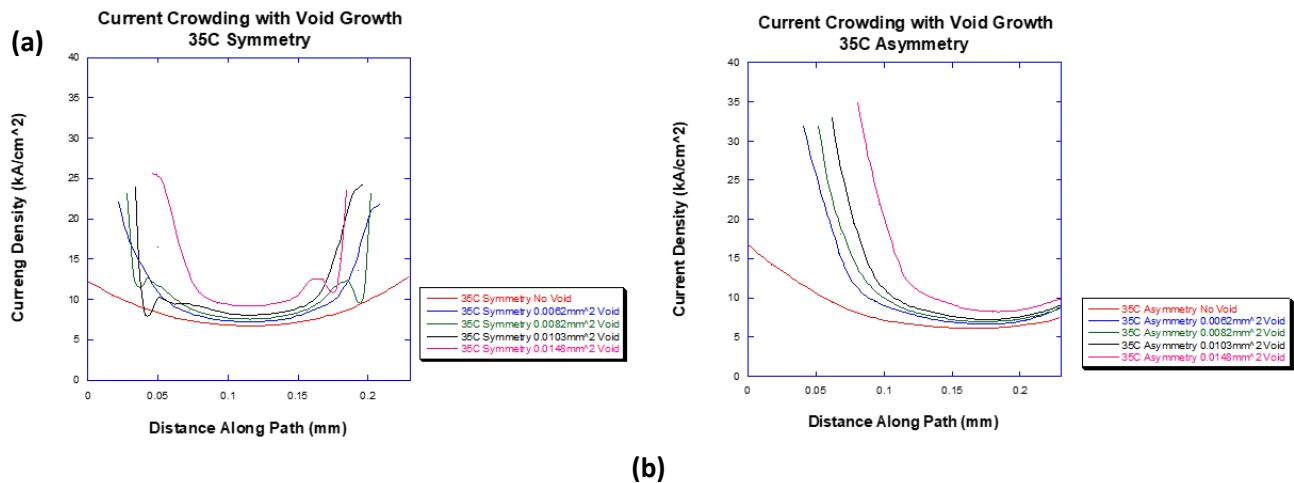 (a)
Current Crowding with Void Growth
35C Symmetry
40
35
30
25
20
15
10
5
0
0
0.05
0.1
0.15
0.2
Curreng Density (kA/cm^2)
Distance Along Path (mm)
35C Symmetry No Void
35C Symmetry 0.0062mm^2 Void
35C Symmetry 0.0082mm^2 Void
35C Symmetry 0.0103mm^2 Void
35C Symmetry 0.0148mm^2 Void
Current Crowding with Void Growth
35C Asymmetry
40
35
30
25
20
15
10
5
0
0
0.05
0.1
0.15
0.2
Current Density (kA/cm^2)
Distance Along Path (mm)
35C Asymmetry No Void
35C Asymmetry 0.0062mm^2 Void
35C Asymmetry 0.0082mm^2 Void
35C Asymmetry 0.0103mm^2 Void
35C Asymmetry 0.0148mm^2 Void
(b)